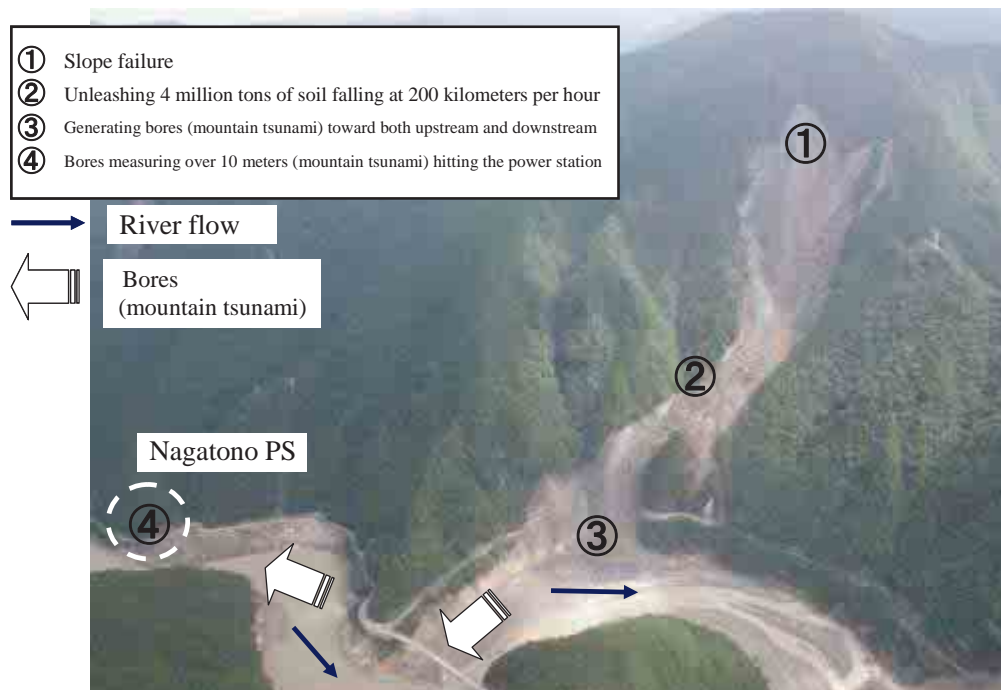 ① Slope failure
② Unleashing 4 million tons of soil falling at 200 kilometers per hour
③ Generating bores (mountain tsunami) toward both upstream and downstream
④ Bores measuring over 10 meters (mountain tsunami) hitting the power station
River flow
Bores
(mountain tsunami)
①
②
Nagatono PS
④
③